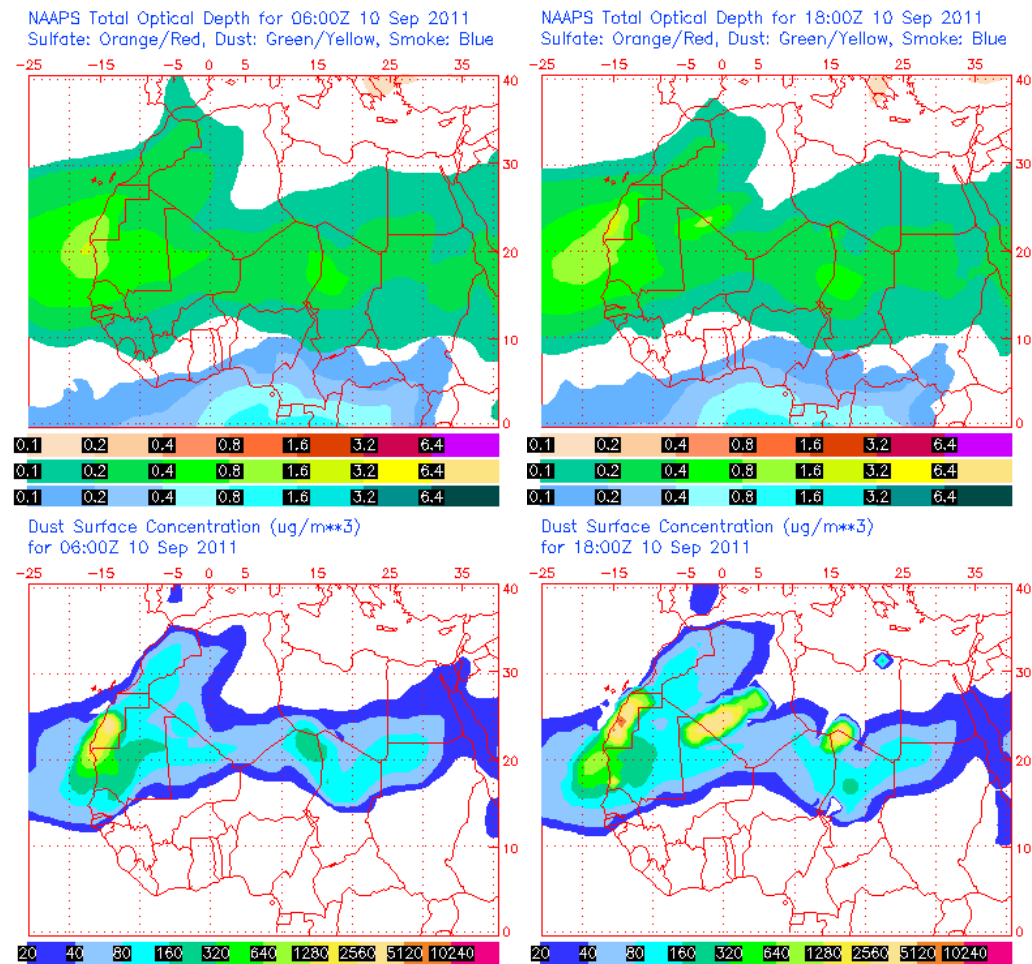 NAAPS Total Optical Depth for 06:00Z 10 Sep 2011
Sulfate: Orange/Red, Dust: Green/Yellow, Smoke: Blue
-25 -15 -5 0 5 15 25 35
40
30
20
10
0
0.1 0.2 0.4 0.8 1.6 3.2 6.4
0.1 0.2 0.4 0.8 1.6 3.2 6.4
0.1 0.2 0.4 0.8 1.6 3.2 6.4
NAAPS Total Optical Depth for 18:00Z 10 Sep 2011
Sulfate: Orange/Red, Dust: Green/Yellow, Smoke: Blue
-25 -15 -5 0 5 15 25 35
40
30
20
10
0
0.1 0.2 0.4 0.8 1.6 3.2 6.4
0.1 0.2 0.4 0.8 1.6 3.2 6.4
0.1 0.2 0.4 0.8 1.6 3.2 6.4
Dust Surface Concentration (ug/m**3)
for 06:00Z 10 Sep 2011
-25 -15 -5 0 5 15 25 35
40
30
20
10
0
20 40 80 160 320 640 1280 2560 5120 10240
Dust Surface Concentration (ug/m**3)
for 18:00Z 10 Sep 2011
-25 -15 -5 0 5 15 25 35
40
30
20
10
0
20 40 80 160 320 640 1280 2560 5120 10240